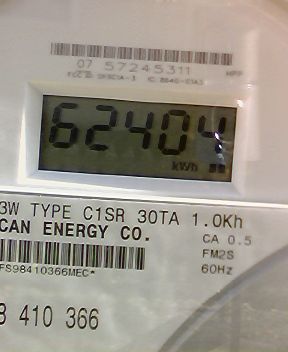 07 57245311
62404
kWh
3W TYPE C1SR 30TA 1.0Kh
CAN ENERGY CO.
CA 0.5
FM2S
60Hz
FS98410366MEC*
8 410 366